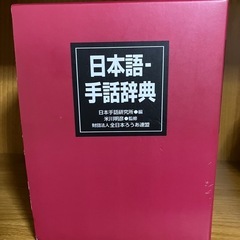 日本語-
手話辞典
日本手話研究所●編
米川明彦●監修
財団法人 全日本ろうあ連盟